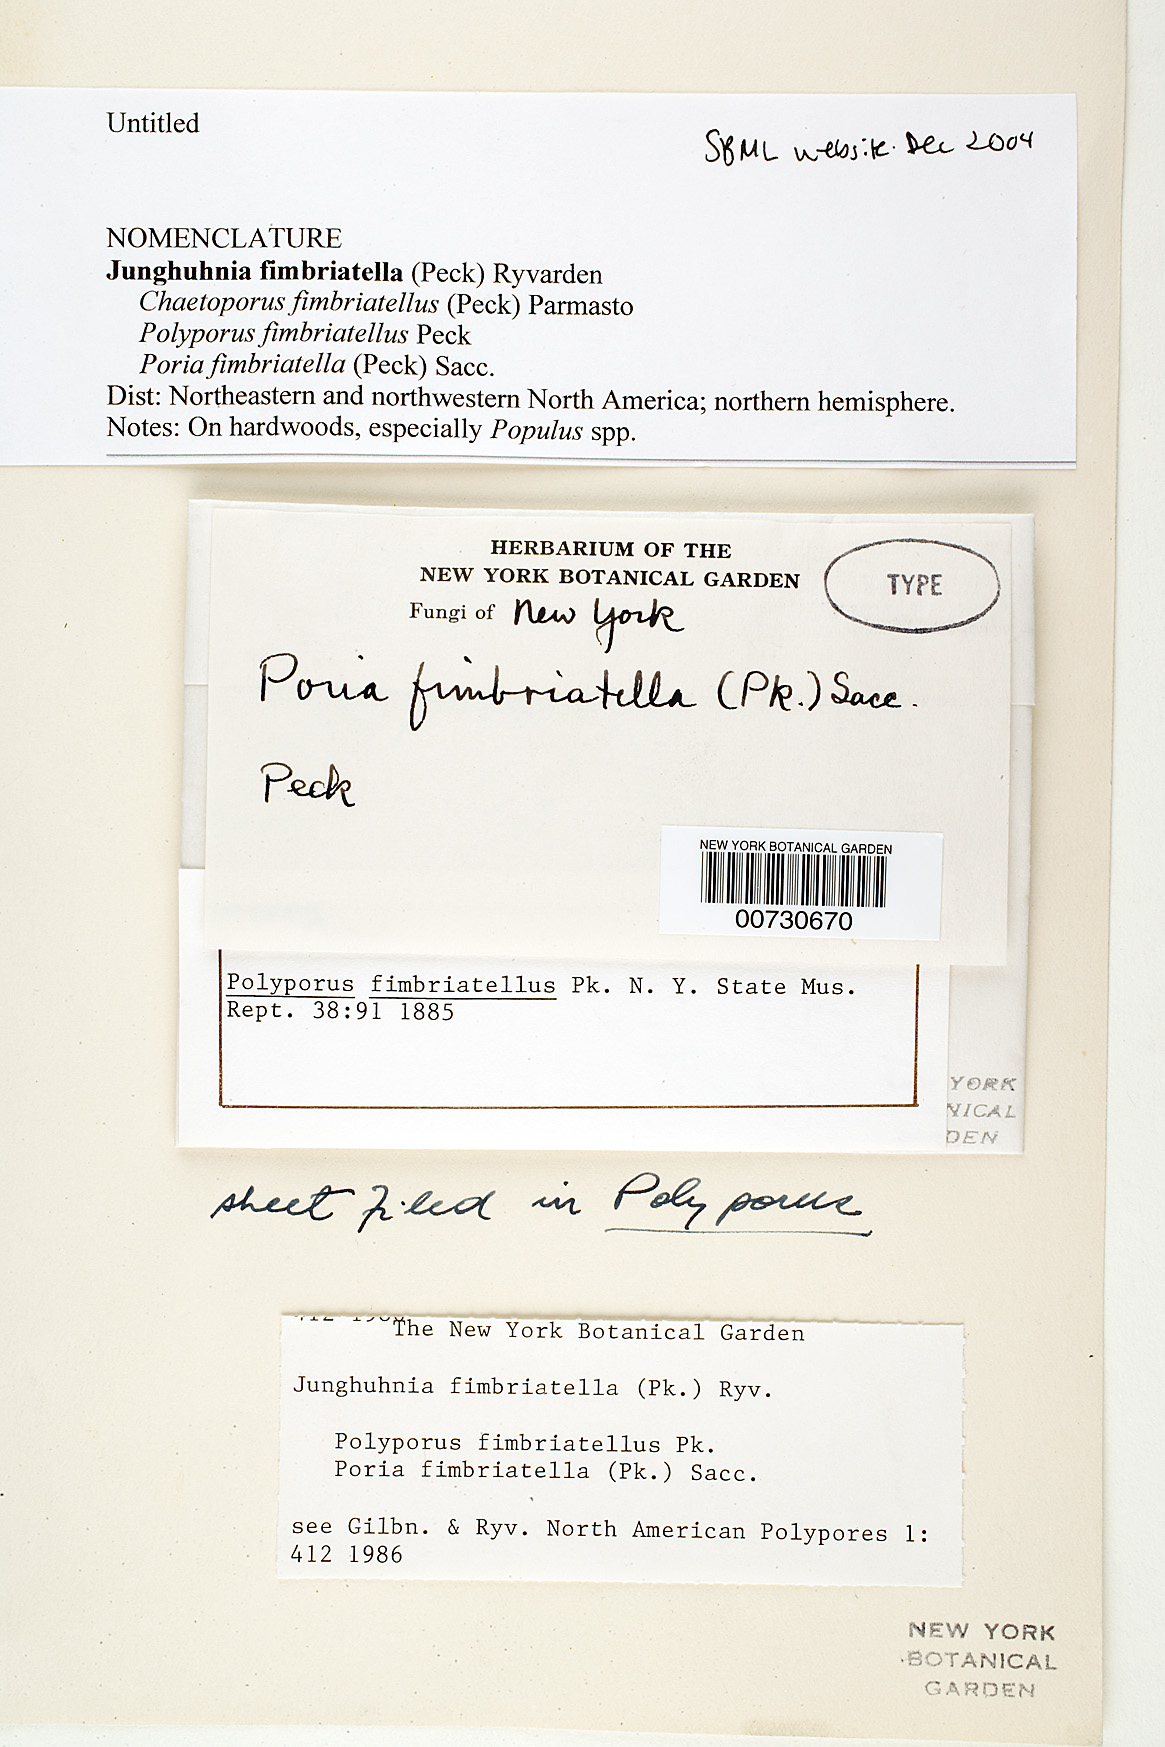 Untitled
SBML website. Dec 2004
NOMENCLATURE
Junghuhnia fimbriatella (Peck) Ryvarden
Chaetoporus fimbriatellus (Peck) Parmasto
Polyporus fimbriatellus Peck
Poria fimbriatella (Peck) Sacc.
Dist: Northeastern and northwestern North America; northern hemisphere.
Notes: On hardwoods, especially Populus spp.
HERBARIUM OF THE
NEW YORK BOTANICAL GARDEN
TYPE
Fungi of New York
Poria fimbriatella (Pk.) Sacc.
Peck
NEW YORK BOTANICAL GARDEN
00730670
Polyporus fimbriatellus Pk. N. Y. State Mus.
Rept. 38:91 1885
YORK
NICAL
DEN
sheet filed in Polyporus
The New York Botanical Garden
Junghuhnia fimbriatella (Pk.) Ryv.
Polyporus fimbriatellus Pk.
Poria fimbriatella (Pk.) Sacc.
see Gilbn. & Ryv. North American Polypores 1:
412 1986
NEW YORK
BOTANICAL
GARDEN